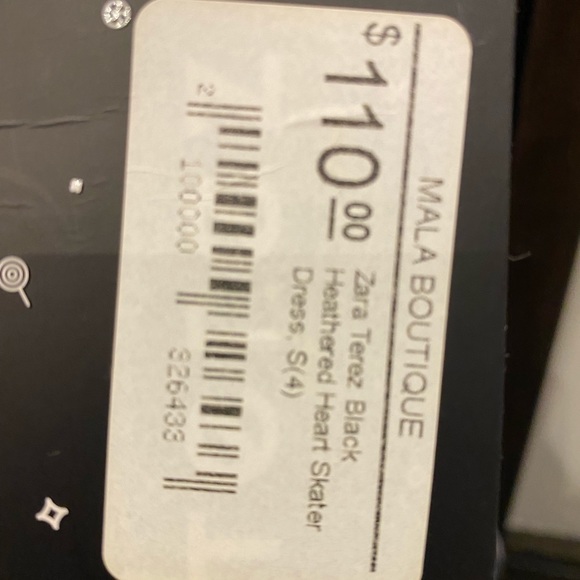 MALA BOUTIQUE
$110.00
Zara Terez Black
Heathered Heart Skater
Dress, S(4)
2 100000 326433